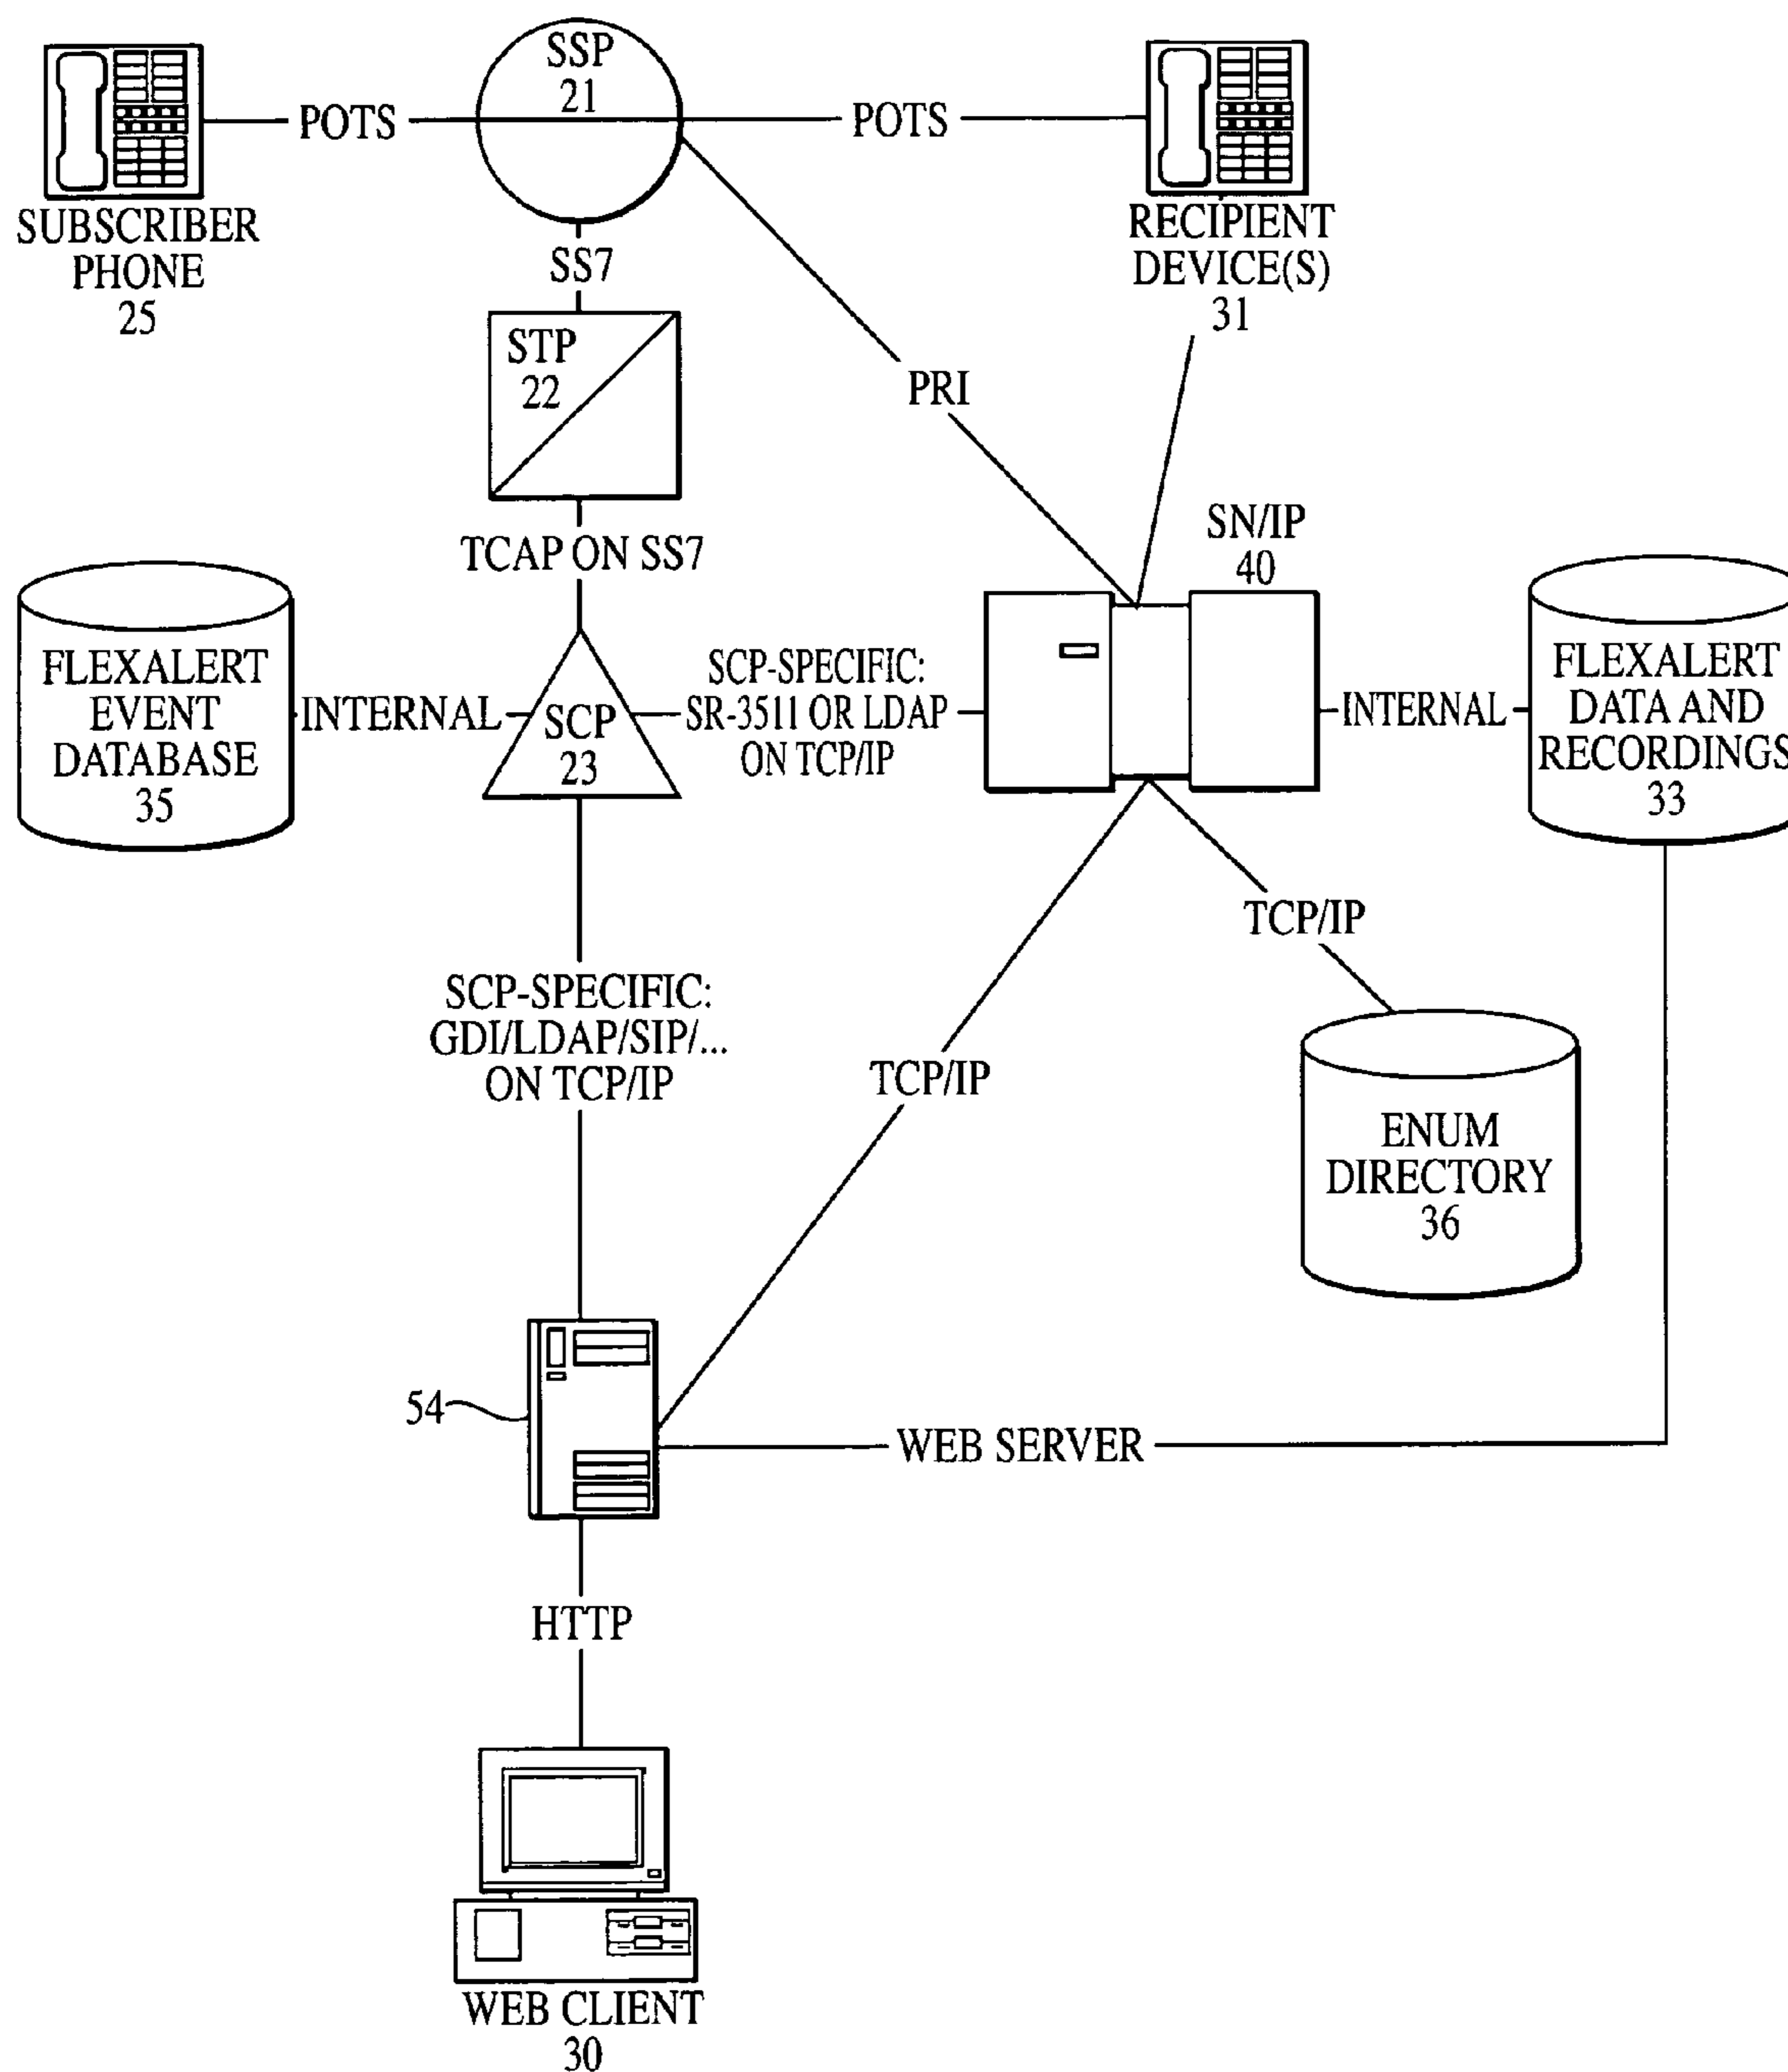 SSP
21
POTS
POTS
SUBSCRIBER
PHONE
25
RECIPIENT
DEVICE(S)
31
SS7
STP
22
PRI
SN/IP
40
TCAP ON SS7
FLEXALERT
EVENT
DATABASE
35
INTERNAL
SCP
23
SCP-SPECIFIC:
SR-3511 OR LDAP
ON TCP/IP
INTERNAL
FLEXALERT
DATA AND
RECORDINGS
33
TCP/IP
SCP-SPECIFIC:
GDI/LDAP/SIP/...
ON TCP/IP
TCP/IP
ENUM
DIRECTORY
36
54
WEB SERVER
HTTP
WEB CLIENT
30